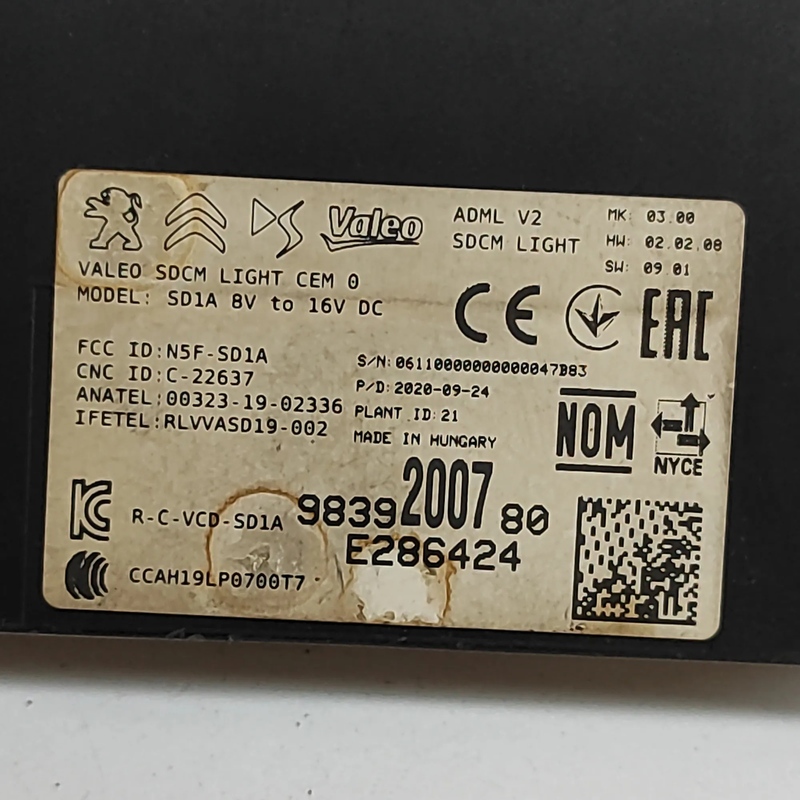 DS Valeo
ADML V2
SDCM LIGHT
MK: 03.00
HW: 02.02.08
SW: 09 01
VALEO SDCM LIGHT CEM 0
MODEL: SD1A 8V to 16V DC
CE EAC
FCC ID:N5F-SD1A
CNC ID:C-22637
ANATEL:00323-19-02336
IFETEL:RLVVASD19-002
S/N:06110000000000047B83
P/D:2020-09-24
PLANT ID:21
MADE IN HUNGARY
NOM
NYCE
R-C-VCD-SD1A
9839200780
E286424
CCAH19LP0700T7